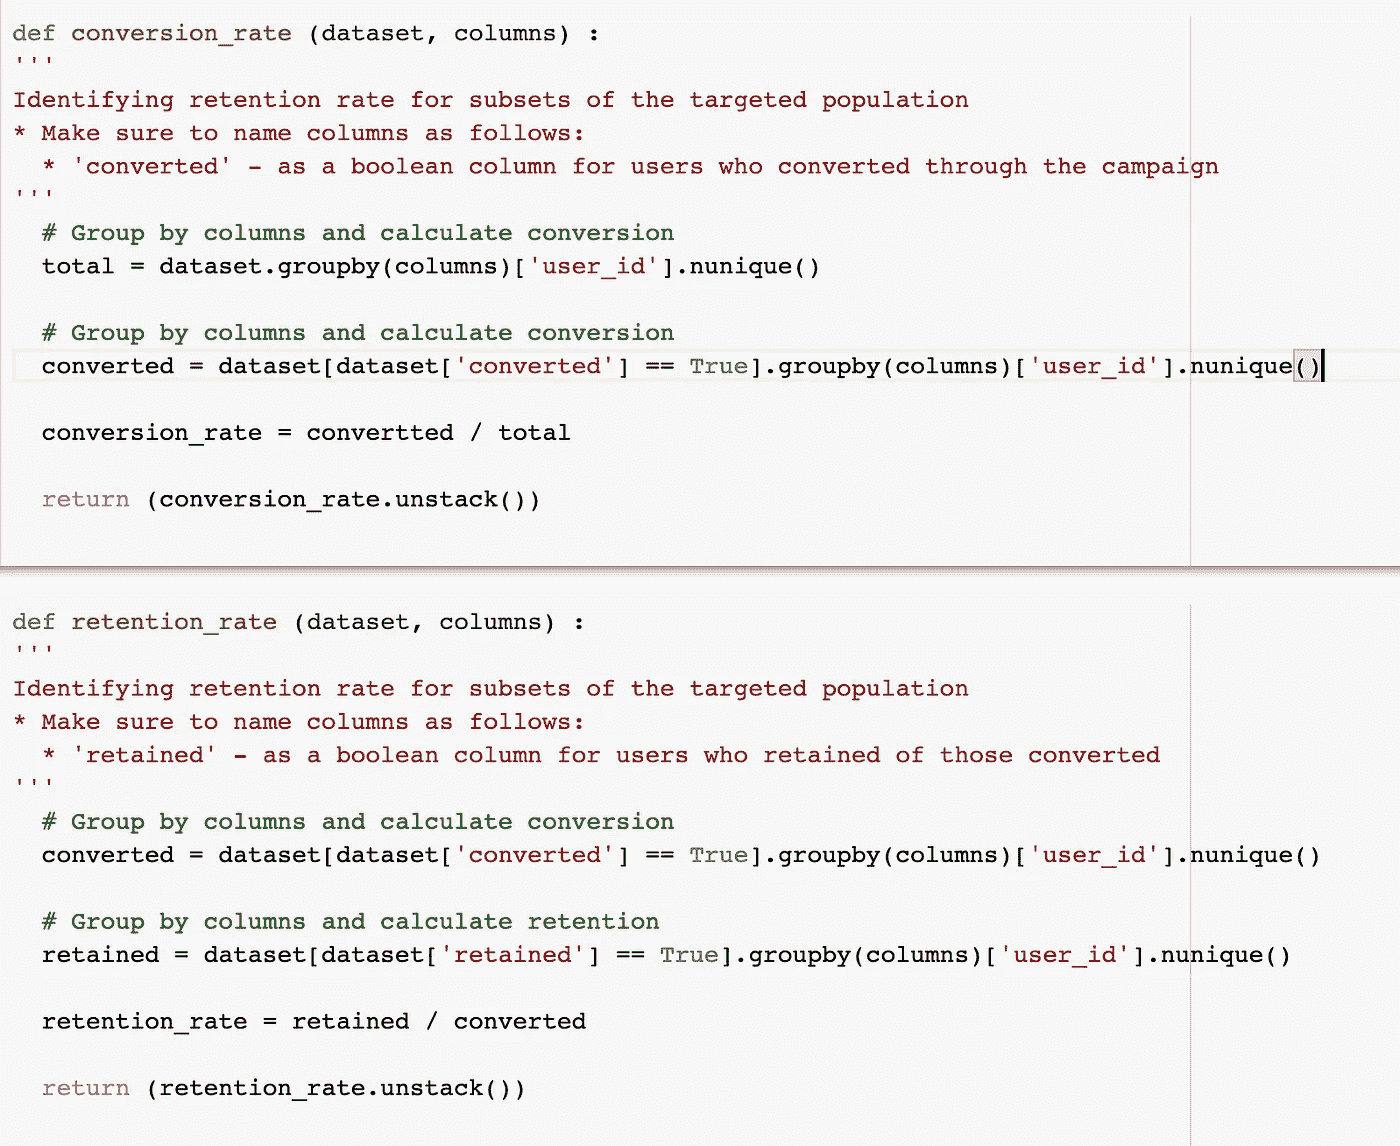 def conversion_rate (dataset, columns) :
'''
Identifying retention rate for subsets of the targeted population
* Make sure to name columns as follows:
  * 'converted' – as a boolean column for users who converted through the campaign
'''
  # Group by columns and calculate conversion
  total = dataset.groupby(columns)['user_id'].nunique()
  # Group by columns and calculate conversion
  converted = dataset[dataset['converted'] == True].groupby(columns)['user_id'].nunique()
  conversion_rate = convertted / total
  return (conversion_rate.unstack())
def retention_rate (dataset, columns) :
'''
Identifying retention rate for subsets of the targeted population
* Make sure to name columns as follows:
  * 'retained' – as a boolean column for users who retained of those converted
'''
  # Group by columns and calculate conversion
  converted = dataset[dataset['converted'] == True].groupby(columns)['user_id'].nunique()
  # Group by columns and calculate retention
  retained = dataset[dataset['retained'] == True].groupby(columns)['user_id'].nunique()
  retention_rate = retained / converted
  return (retention_rate.unstack())